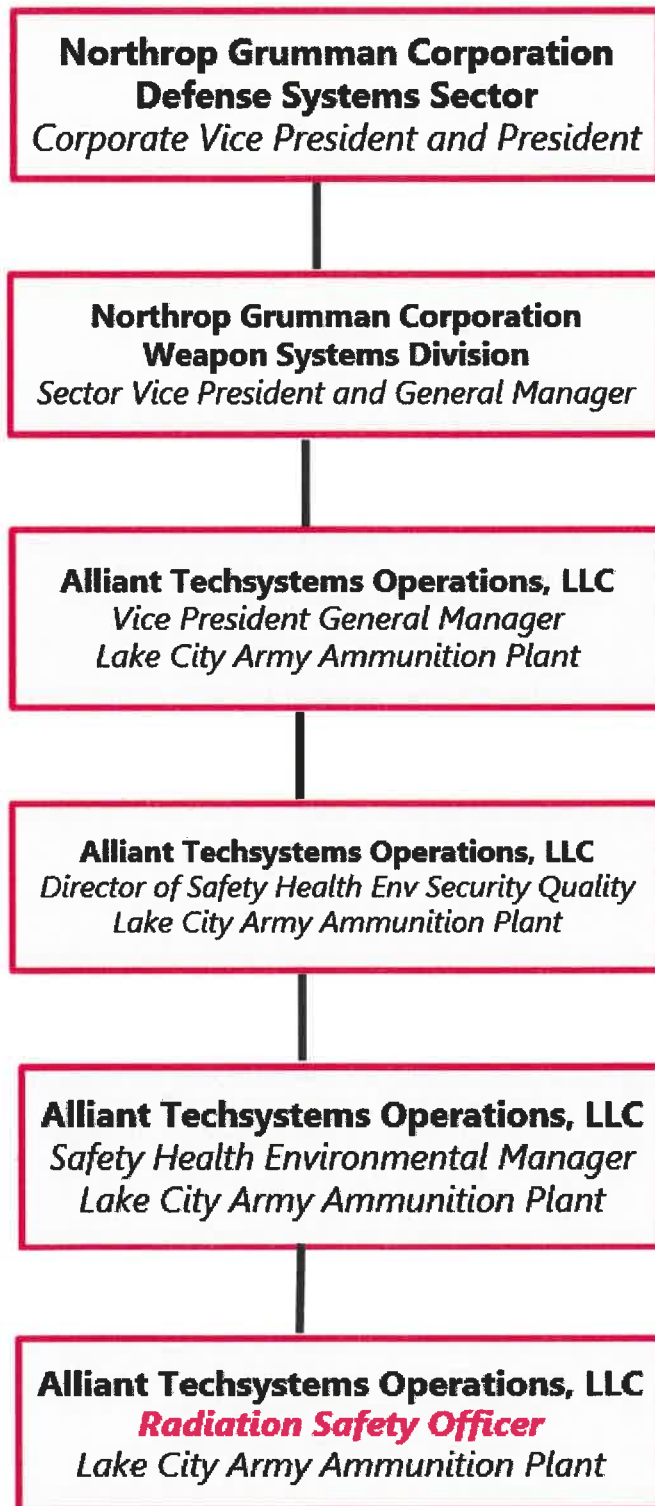 Northrop Grumman Corporation
Defense Systems Sector
Corporate Vice President and President
Northrop Grumman Corporation
Weapon Systems Division
Sector Vice President and General Manager
Alliant Techsystems Operations, LLC
Vice President General Manager
Lake City Army Ammunition Plant
Alliant Techsystems Operations, LLC
Director of Safety Health Env Security Quality
Lake City Army Ammunition Plant
Alliant Techsystems Operations, LLC
Safety Health Environmental Manager
Lake City Army Ammunition Plant
Alliant Techsystems Operations, LLC
Radiation Safety Officer
Lake City Army Ammunition Plant